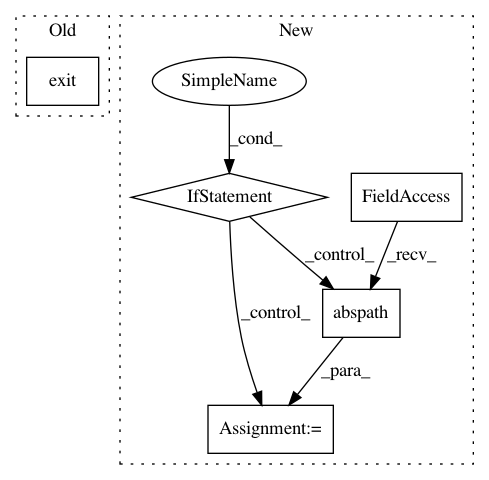 Old
New
exit
SimpleName
_cond_
IfStatement
FieldAccess
_control_
_recv_
_control_
abspath
_para_
Assignment:=